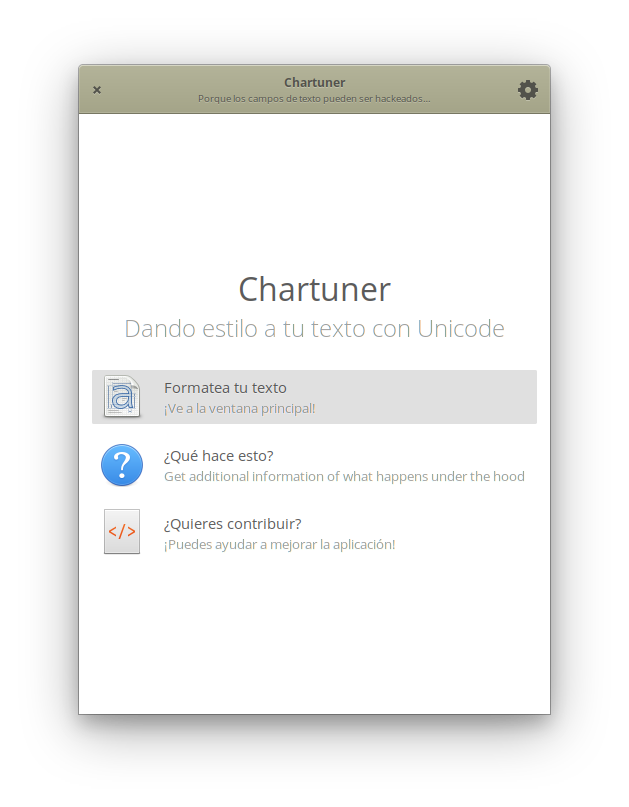 Chartuner
Porque los campos de texto pueden ser hackeados...
Chartuner
Dando estilo a tu texto con Unicode
Formatea tu texto
¡Ve a la ventana principal!
¿Qué hace esto?
Get additional information of what happens under the hood
¿Quieres contribuir?
¡Puedes ayudar a mejorar la aplicación!